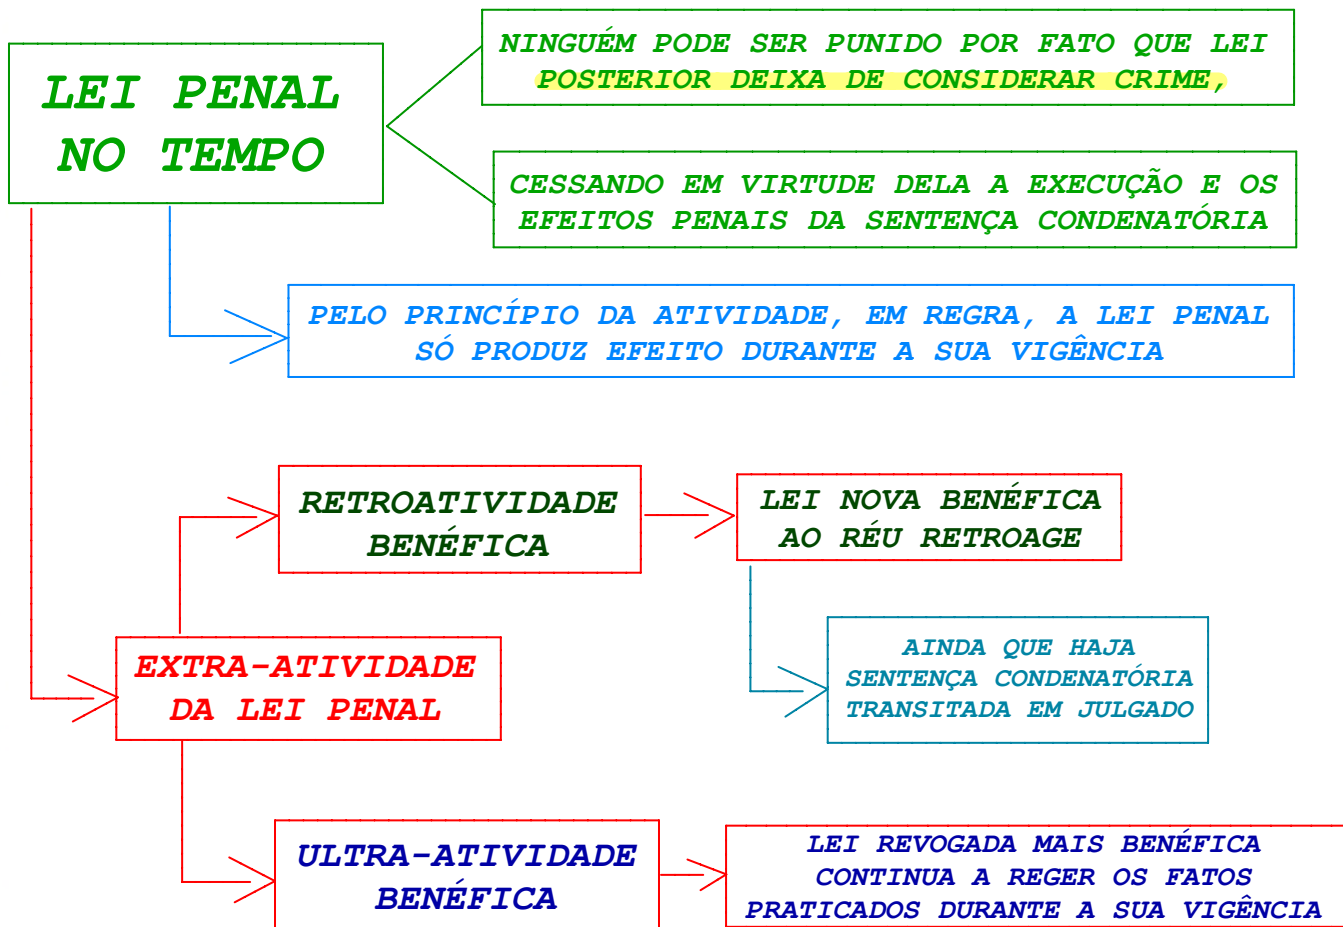 LEI PENAL
NO TEMPO
NINGUÉM PODE SER PUNIDO POR FATO QUE LEI
POSTERIOR DEIXA DE CONSIDERAR CRIME,
CESSANDO EM VIRTUDE DELA A EXECUÇÃO E OS
EFEITOS PENAIS DA SENTENÇA CONDENATÓRIA
PELO PRINCÍPIO DA ATIVIDADE, EM REGRA, A LEI PENAL
SÓ PRODUZ EFEITO DURANTE A SUA VIGÊNCIA
EXTRA-ATIVIDADE
DA LEI PENAL
RETROATIVIDADE
BENÉFICA
LEI NOVA BENÉFICA
AO RÉU RETROAGE
AINDA QUE HAJA
SENTENÇA CONDENATÓRIA
TRANSITADA EM JULGADO
ULTRA-ATIVIDADE
BENÉFICA
LEI REVOGADA MAIS BENÉFICA
CONTINUA A REGER OS FATOS
PRATICADOS DURANTE A SUA VIGÊNCIA